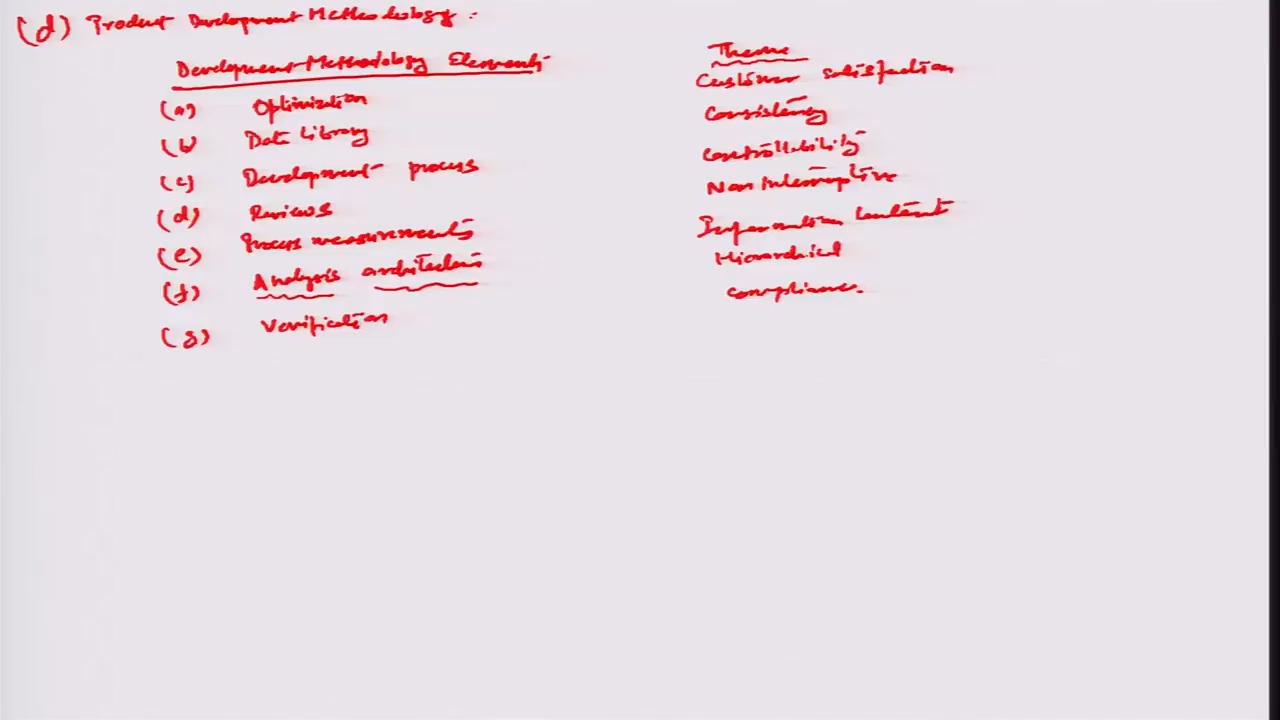 (d) Product Development Methodology :
Development Methodology Elements Theme
(a) Optimization Customer satisfaction
(b) Data Library Consistency
(c) Development process Controllability
(d) Reviews Non interruptive
(e) Process measurements Information content
(f) Analysis architecture Hierarchical
(g) Verification compliance.